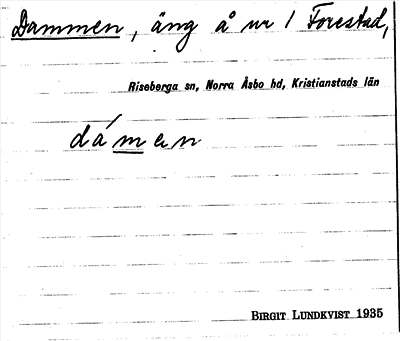 Dammen, äng å nr 1 Forestad,
Riseberga sn, Norra Åsbo hd, Kristianstads län
dámen
BIRGIT LUNDKVIST 1935